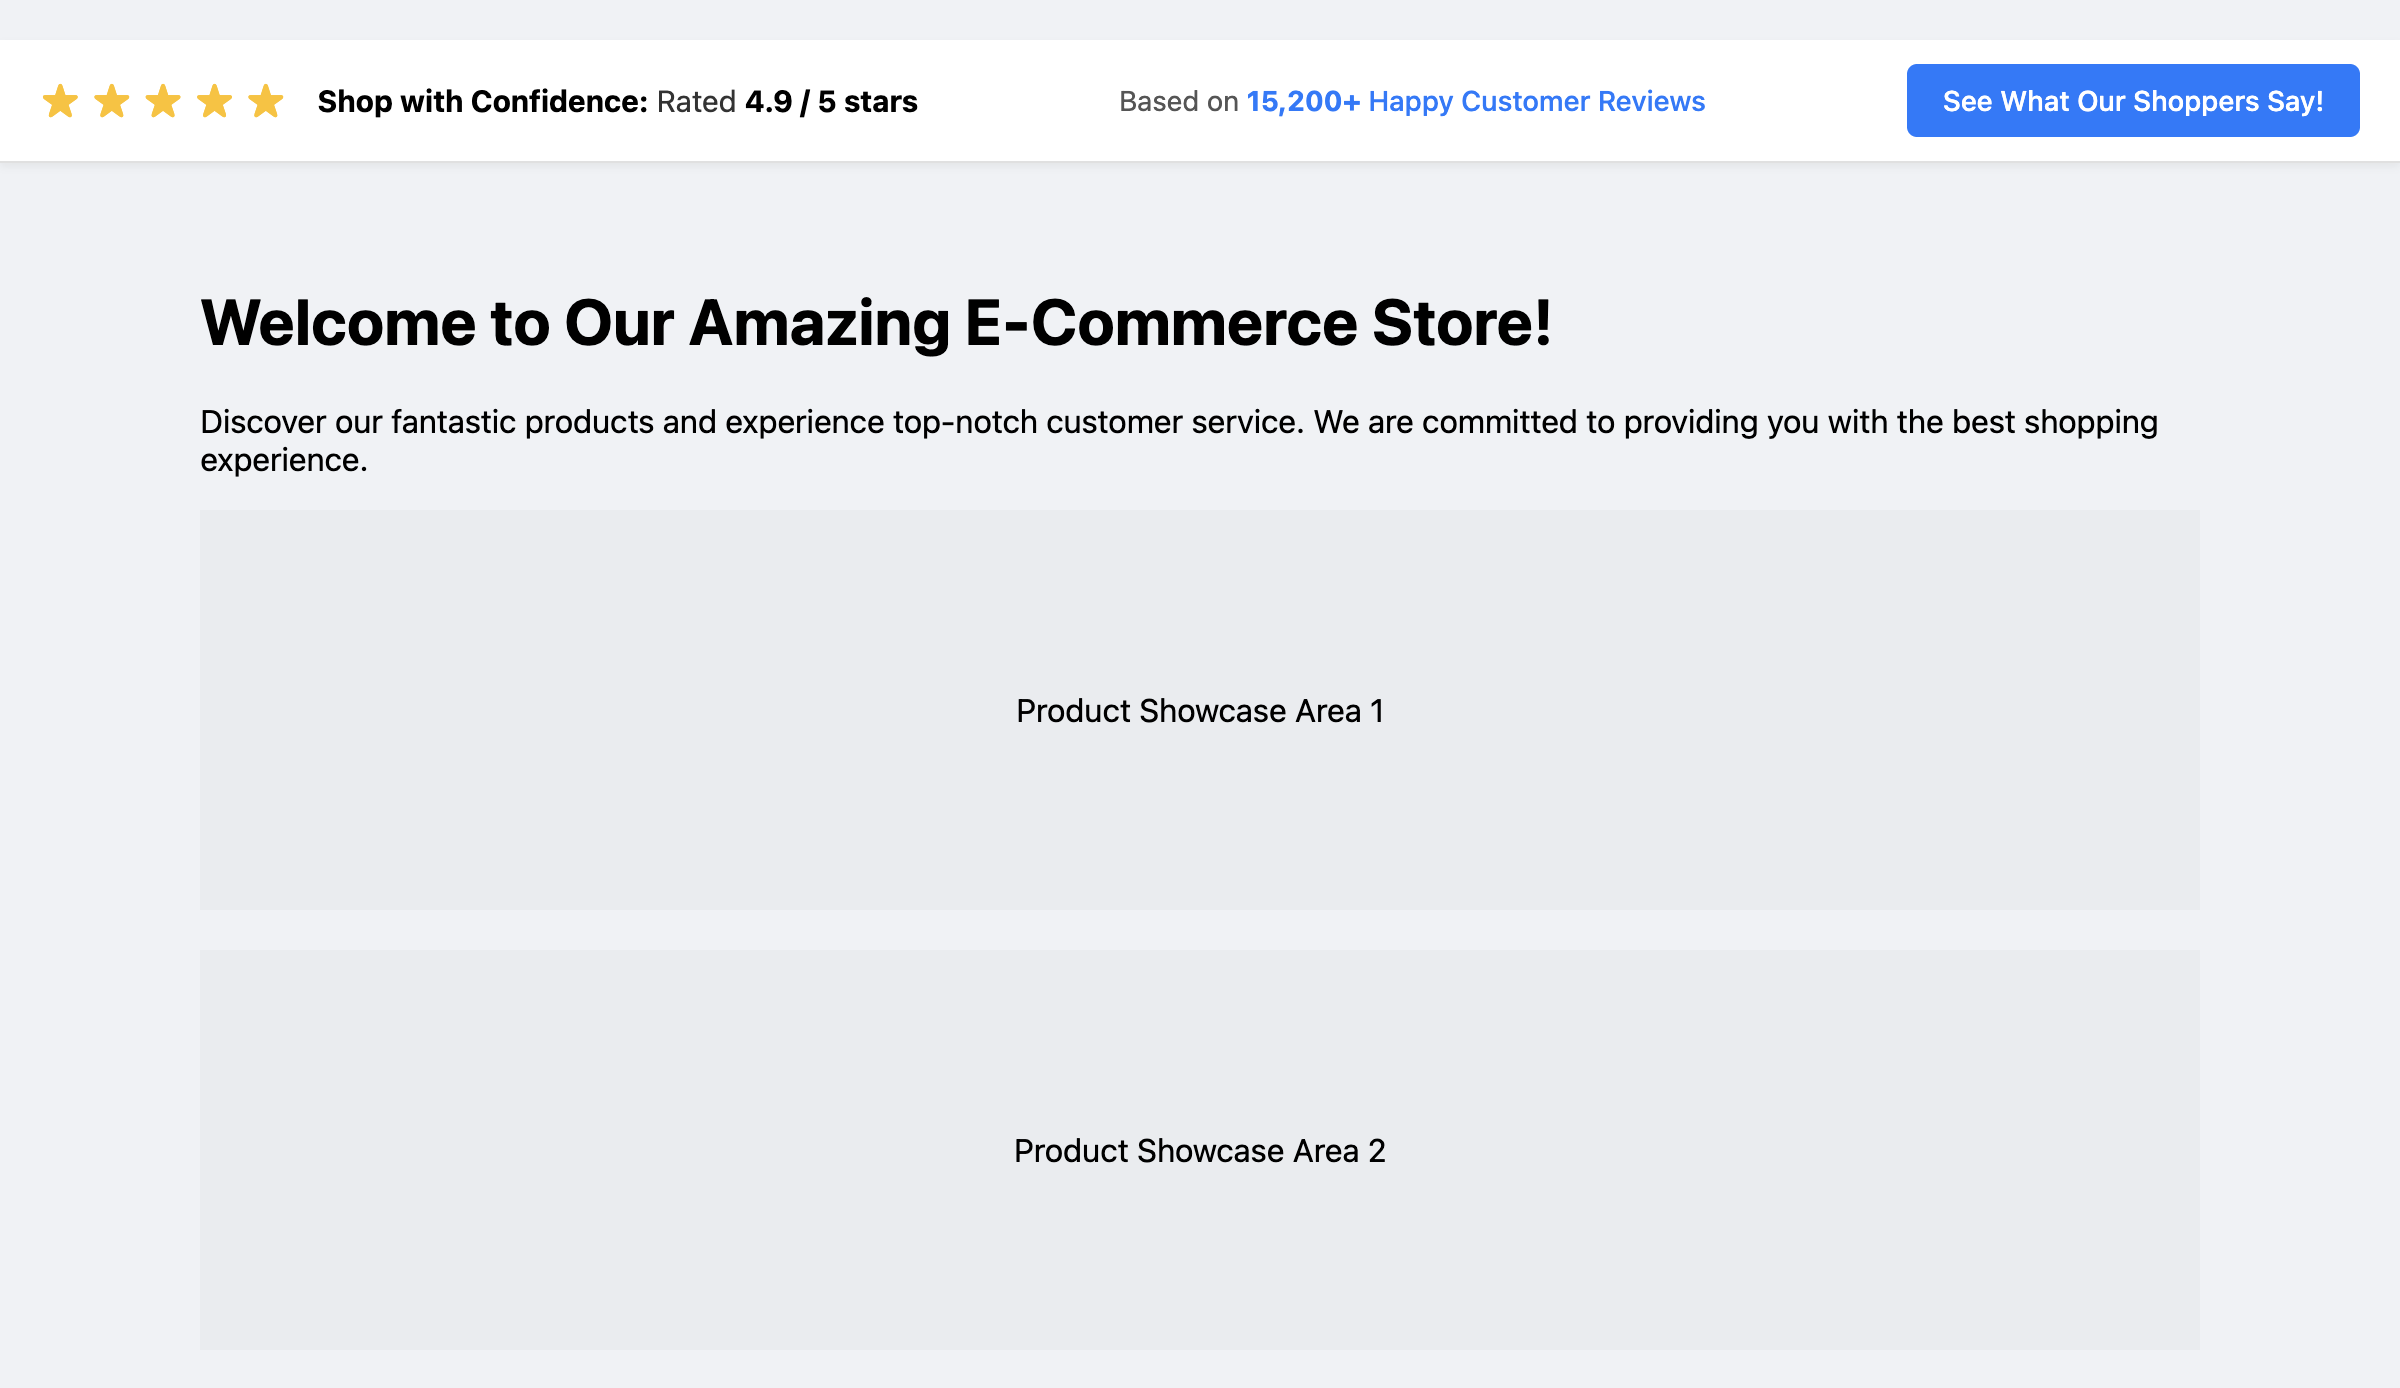 Shop with Confidence: Rated 4.9 / 5 stars
Based on 15,200+ Happy Customer Reviews
See What Our Shoppers Say!
Welcome to Our Amazing E-Commerce Store!
Discover our fantastic products and experience top-notch customer service. We are committed to providing you with the best shopping
experience.
Product Showcase Area 1
Product Showcase Area 2